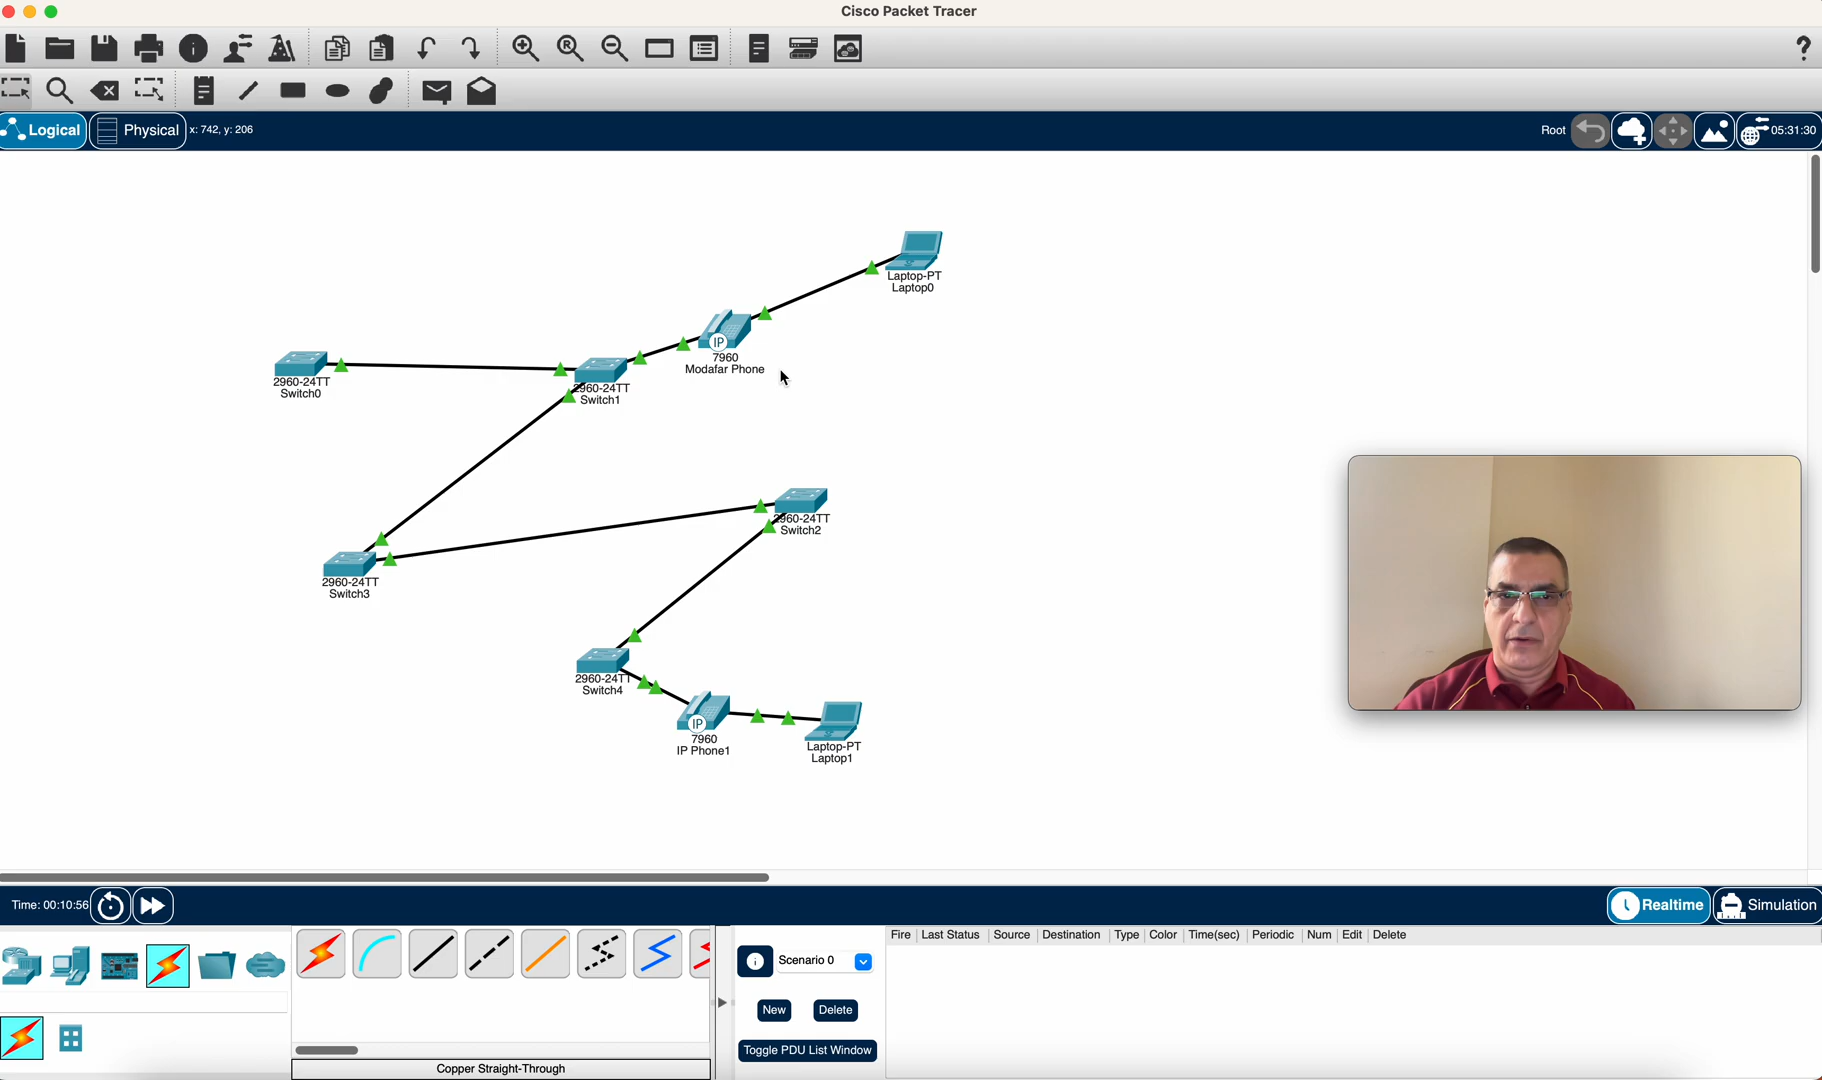 Cisco Packet Tracer
?
Logical
Physical
x: 742, y: 206
Root
05:31:30
Laptop-PT
Laptop0
IP
7960
Modafar Phone
2960-24TT
Switch0
2960-24TT
Switch1
2960-24TT
Switch2
2960-24TT
Switch3
2960-24TT
Switch4
IP
7960
IP Phone1
Laptop-PT
Laptop1
Time: 00:10:56
Realtime
Simulation
Scenario 0
New
Delete
Toggle PDU List Window
Fire Last Status Source Destination Type Color Time(sec) Periodic Num Edit Delete
Copper Straight-Through